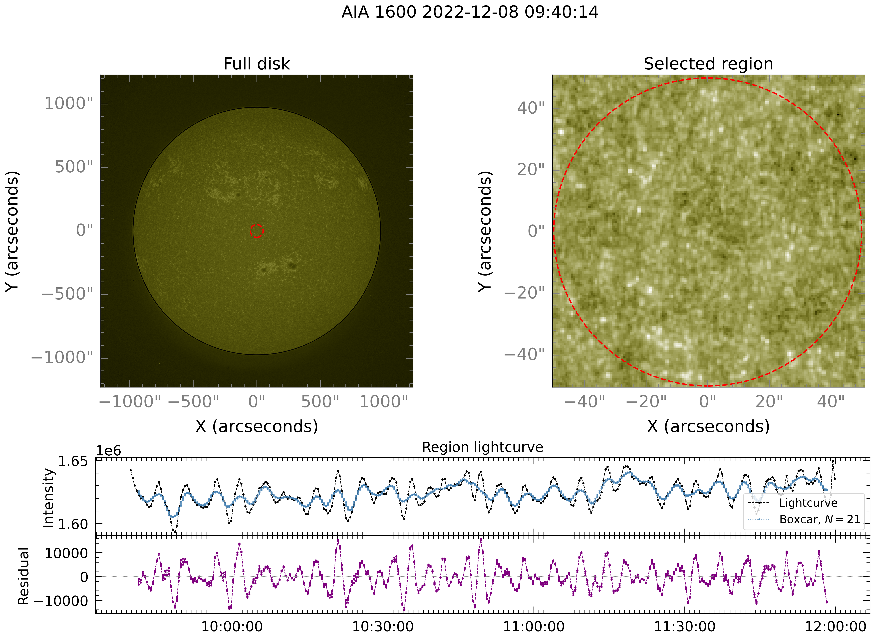 AIA 1600 2022-12-08 09:40:14
Full disk
Selected region
1000"
500"
0"
−500"
−1000"
Y (arcseconds)
−1000" −500" 0" 500" 1000"
X (arcseconds)
40"
20"
0"
−20"
−40"
Y (arcseconds)
−40" −20" 0" 20" 40"
X (arcseconds)
Region lightcurve
1e6
1.65
1.60
Intensity
Lightcurve
Boxcar, N = 21
10000
0
−10000
Residual
10:00:00 10:30:00 11:00:00 11:30:00 12:00:00